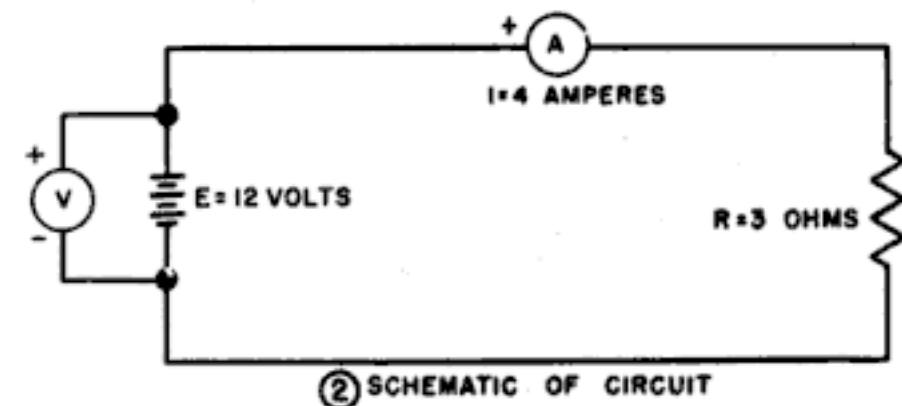 + A
I=4 AMPERES
+
V
-
E=12 VOLTS
R=3 OHMS
② SCHEMATIC OF CIRCUIT